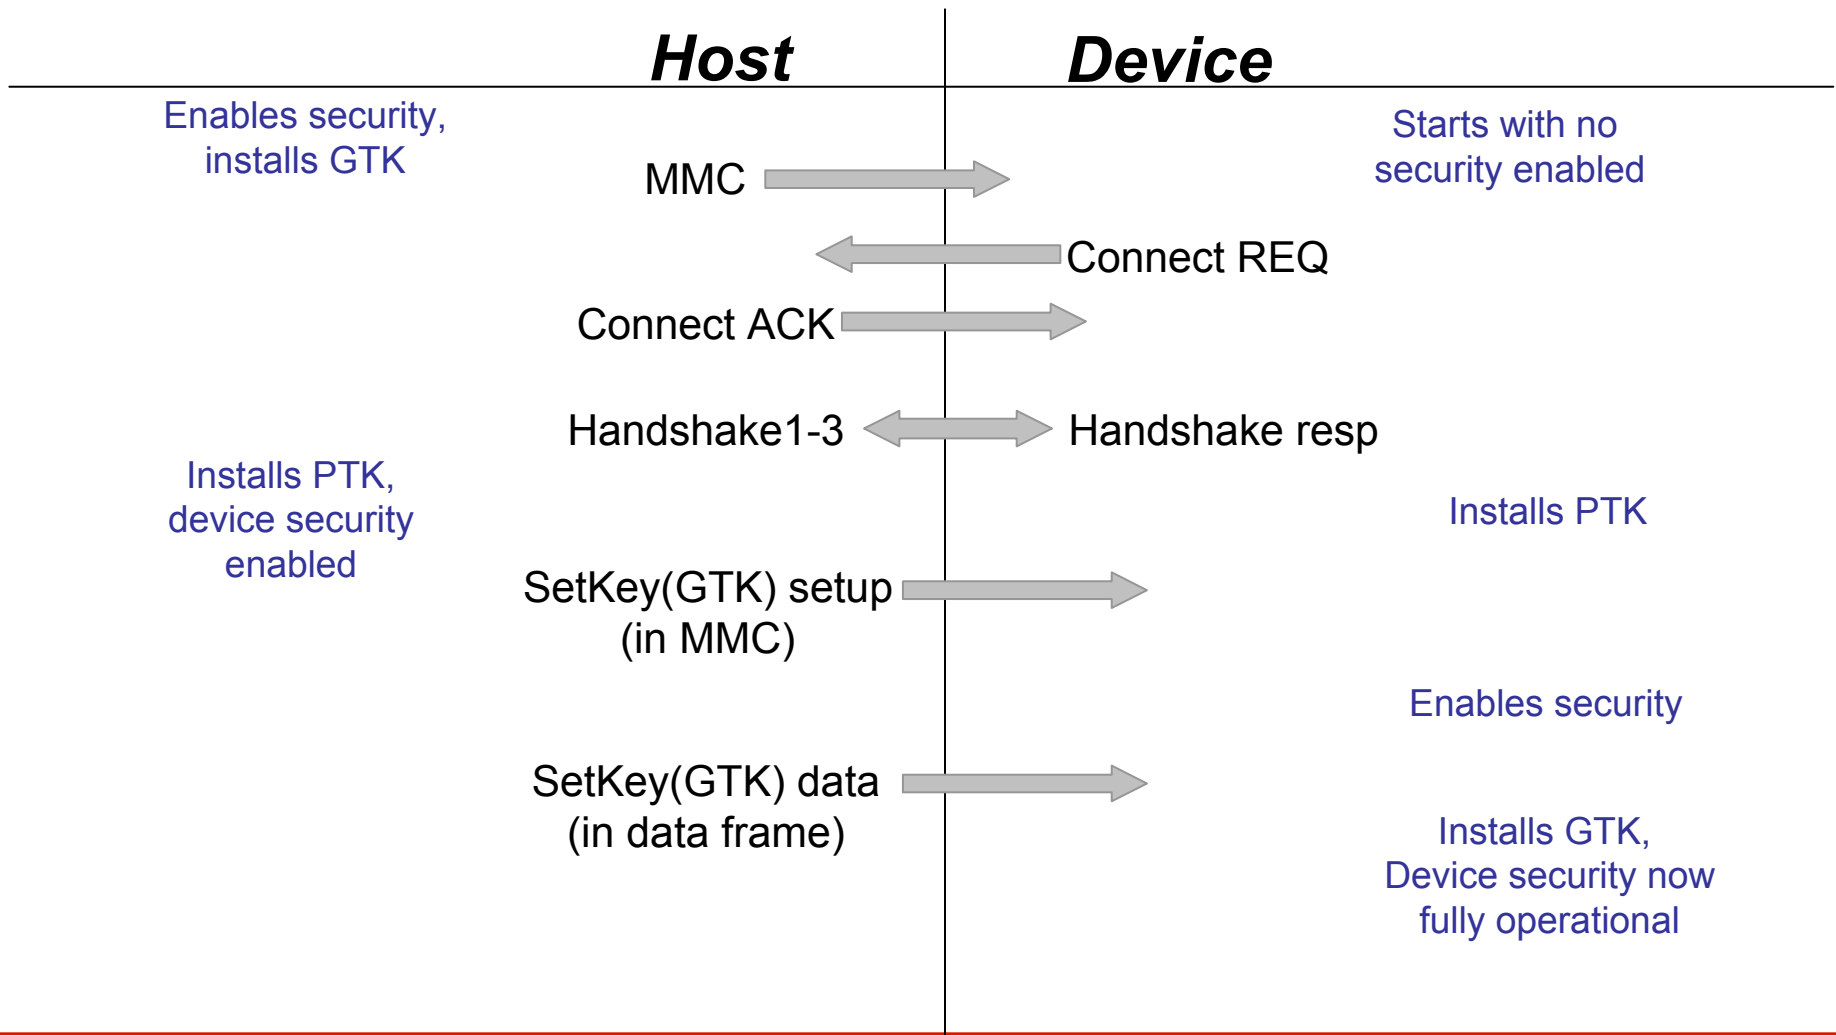 Host
Device
Enables security,
installs GTK
Starts with no
security enabled
MMC
Connect REQ
Connect ACK
Handshake1-3
Handshake resp
Installs PTK,
device security
enabled
Installs PTK
SetKey(GTK) setup
(in MMC)
Enables security
SetKey(GTK) data
(in data frame)
Installs GTK,
Device security now
fully operational